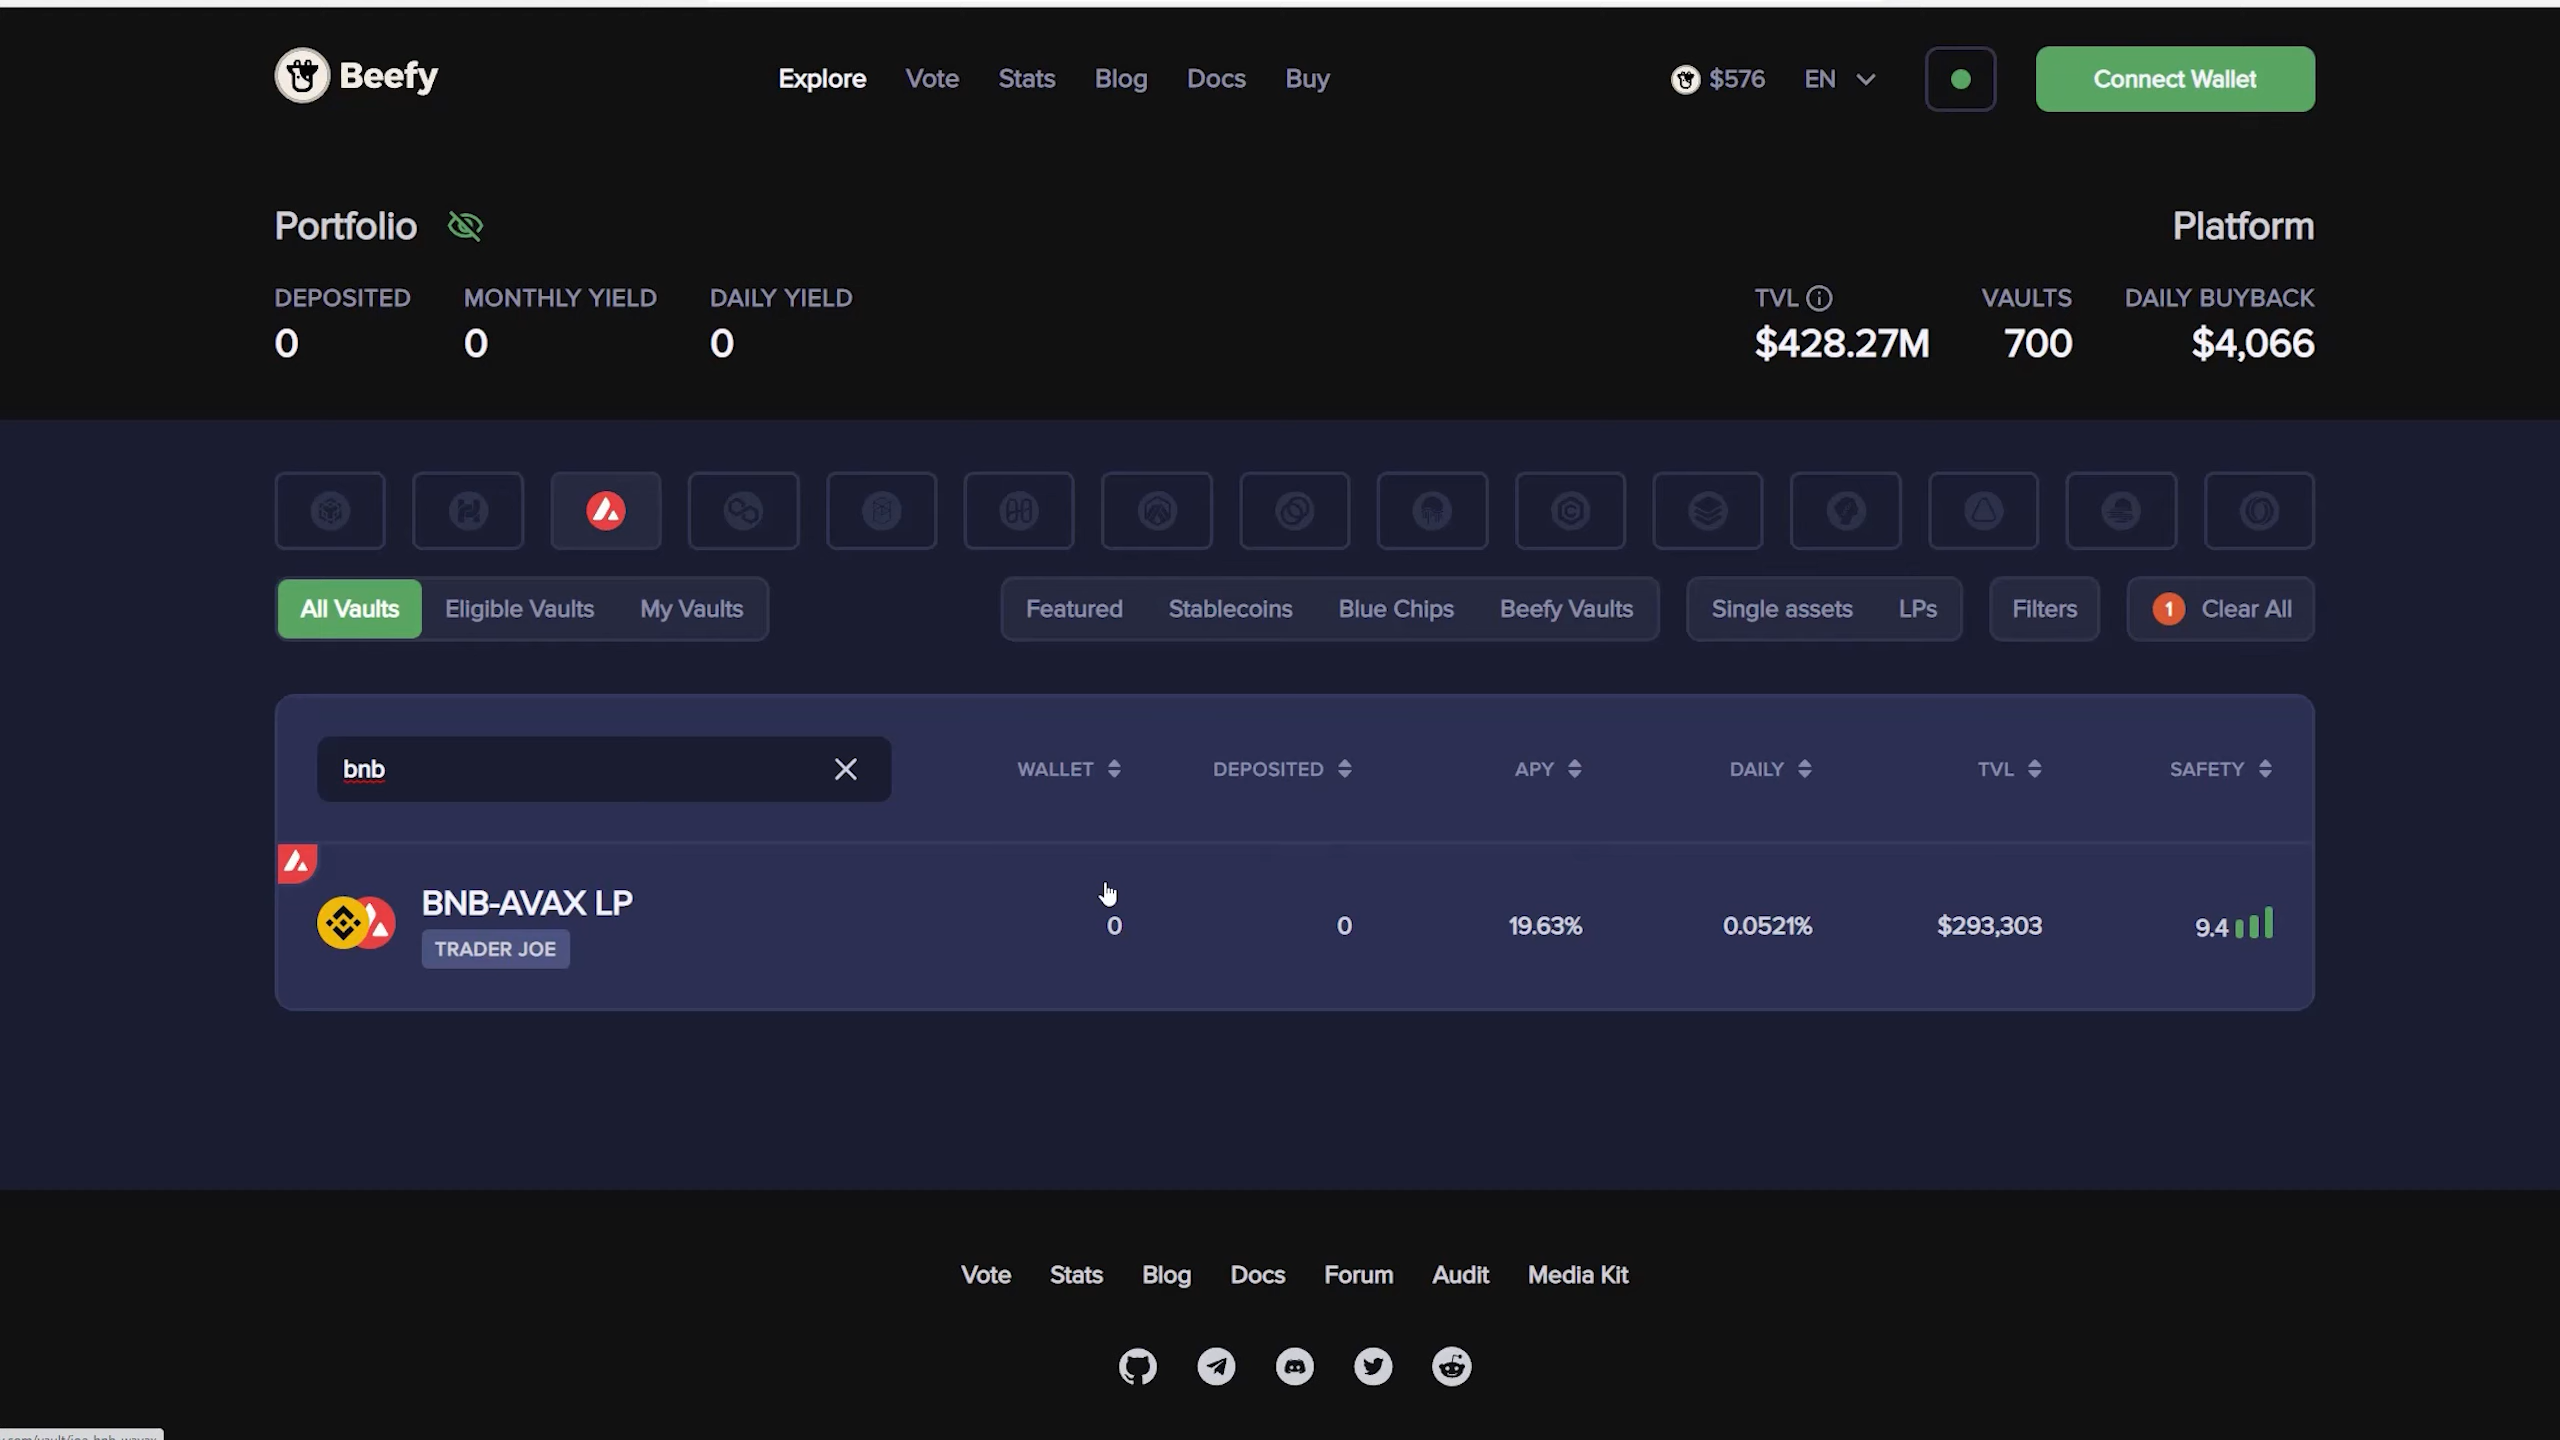 Beefy
Explore Vote Stats Blog Docs Buy
$576 EN
Connect Wallet
Portfolio
Platform
DEPOSITED MONTHLY YIELD DAILY YIELD
0 0 0
TVL VAULTS DAILY BUYBACK
$428.27M 700 $4,066
All Vaults Eligible Vaults My Vaults
Featured Stablecoins Blue Chips Beefy Vaults
Single assets LPs
Filters
1 Clear All
bnb
WALLET DEPOSITED APY DAILY TVL SAFETY
BNB-AVAX LP
TRADER JOE
0 0 19.63% 0.0521% $293,303 9.4
Vote Stats Blog Docs Forum Audit Media Kit